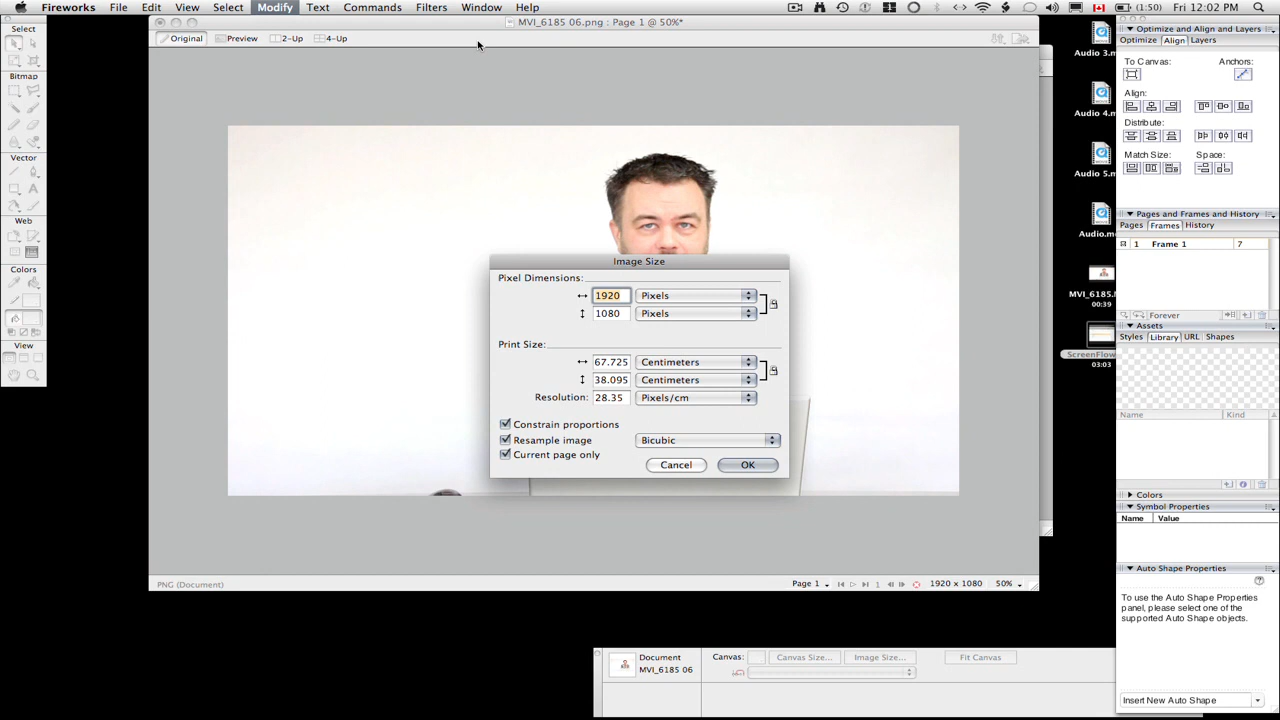 Fireworks File Edit View Select Modify Text Commands Filters Window Help
(1:50) Fri 12:02 PM
MVI_6185 06.png : Page 1 @ 50%*
Original Preview 2-Up 4-Up
Select
Bitmap
Vector
Web
Colors
View
Image Size
Pixel Dimensions:
1920 Pixels
1080 Pixels
Print Size:
67.725 Centimeters
38.095 Centimeters
Resolution: 28.35 Pixels/cm
Constrain proportions
Resample image Bicubic
Current page only
Cancel OK
PNG (Document)
Page 1 1 1920 x 1080 50%
Document
MVI_6185 06
Canvas: Canvas Size... Image Size... Fit Canvas
Audio 3.m
Audio 4.m
Audio 5.m
Audio.m
MVI_6185.
00:39
ScreenFlow
03:03
Optimize and Align and Layers
Optimize Align Layers
To Canvas: Anchors:
Align:
Distribute:
Match Size: Space:
Pages and Frames and History
Pages Frames History
1 Frame 1 7
Forever
Assets
Styles Library URL Shapes
Name Kind
Colors
Symbol Properties
Name Value
Auto Shape Properties
To use the Auto Shape Properties
panel, please select one of the
supported Auto Shape objects.
Insert New Auto Shape